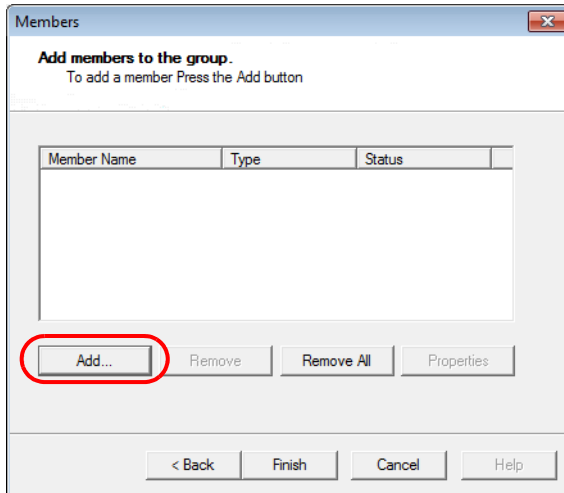 Members
Add members to the group.
To add a member Press the Add button
Member Name Type Status
Add... Remove Remove All Properties
< Back Finish Cancel Help